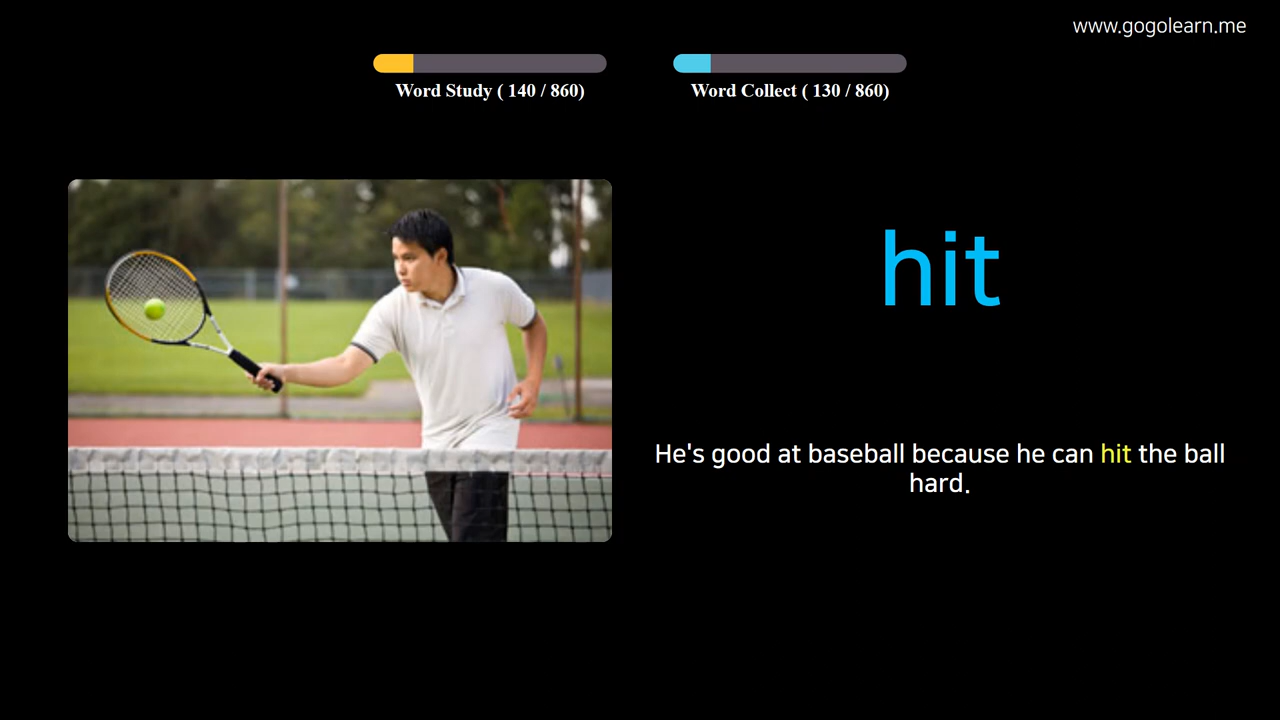 www.gogolearn.me
Word Study ( 140 / 860)
Word Collect ( 130 / 860)
hit
He's good at baseball because he can hit the ball
hard.